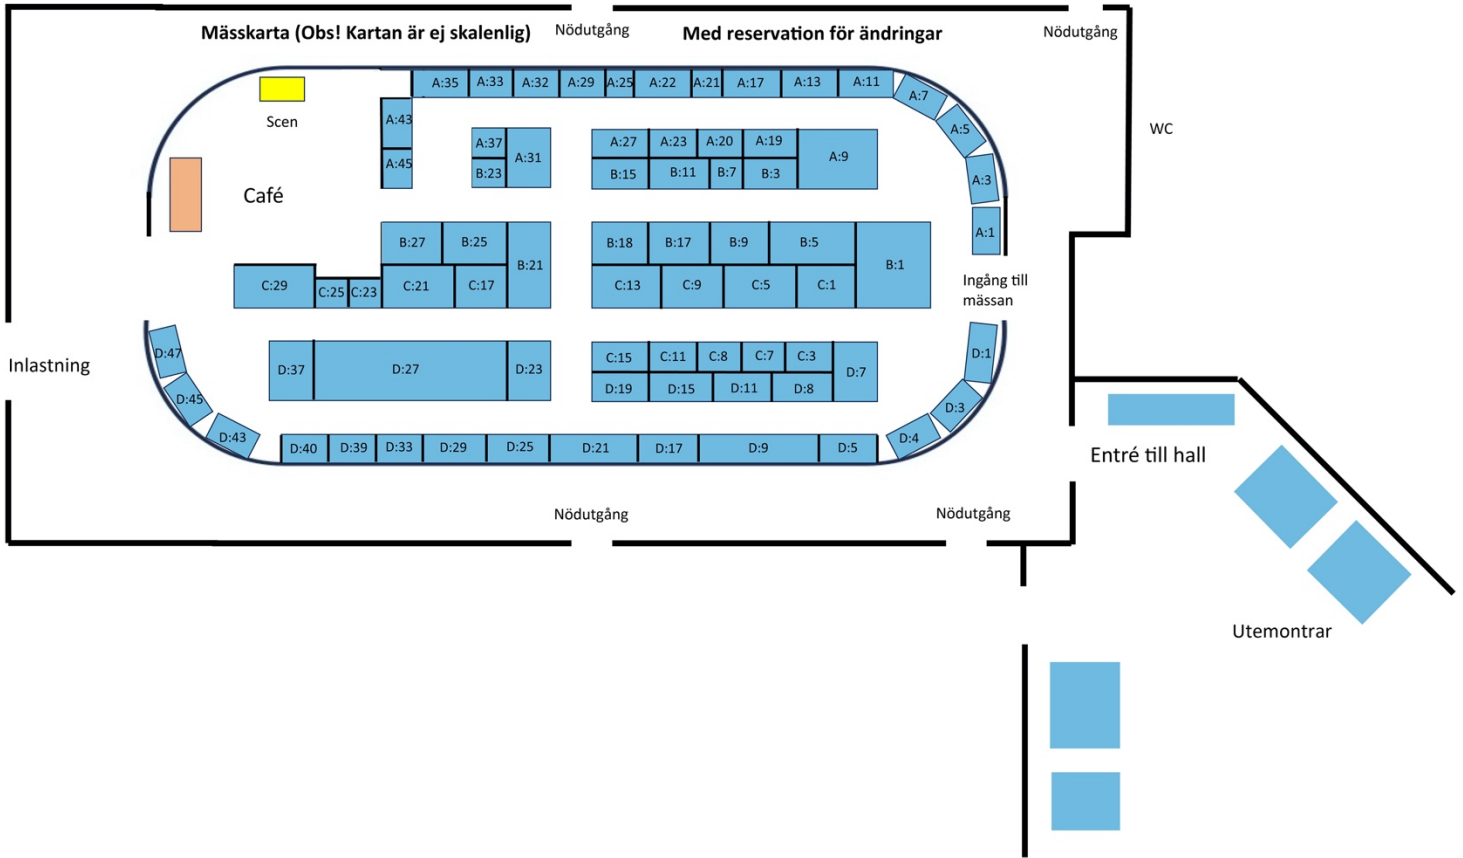 Mässkarta (Obs! Kartan är ej skalenlig)
Nödutgång
Med reservation för ändringar
Nödutgång
Scen
Café
WC
A:35 A:33 A:32 A:29 A:25 A:22 A:21 A:17 A:13 A:11
A:7
A:5
A:3
A:1
A:43
A:45
A:37 A:31
B:23
A:27 A:23 A:20 A:19 A:9
B:15 B:11 B:7 B:3
B:27 B:25 B:21
C:29 C:25 C:23 C:21 C:17
B:18 B:17 B:9 B:5 B:1
C:13 C:9 C:5 C:1
Ingång till
mässan
Inlastning
D:47
D:45
D:43
D:37 D:27 D:23
C:15 C:11 C:8 C:7 C:3 D:7
D:19 D:15 D:11 D:8
D:1
D:3
D:4
D:40 D:39 D:33 D:29 D:25 D:21 D:17 D:9 D:5
Entré till hall
Nödutgång
Nödutgång
Utemontrar